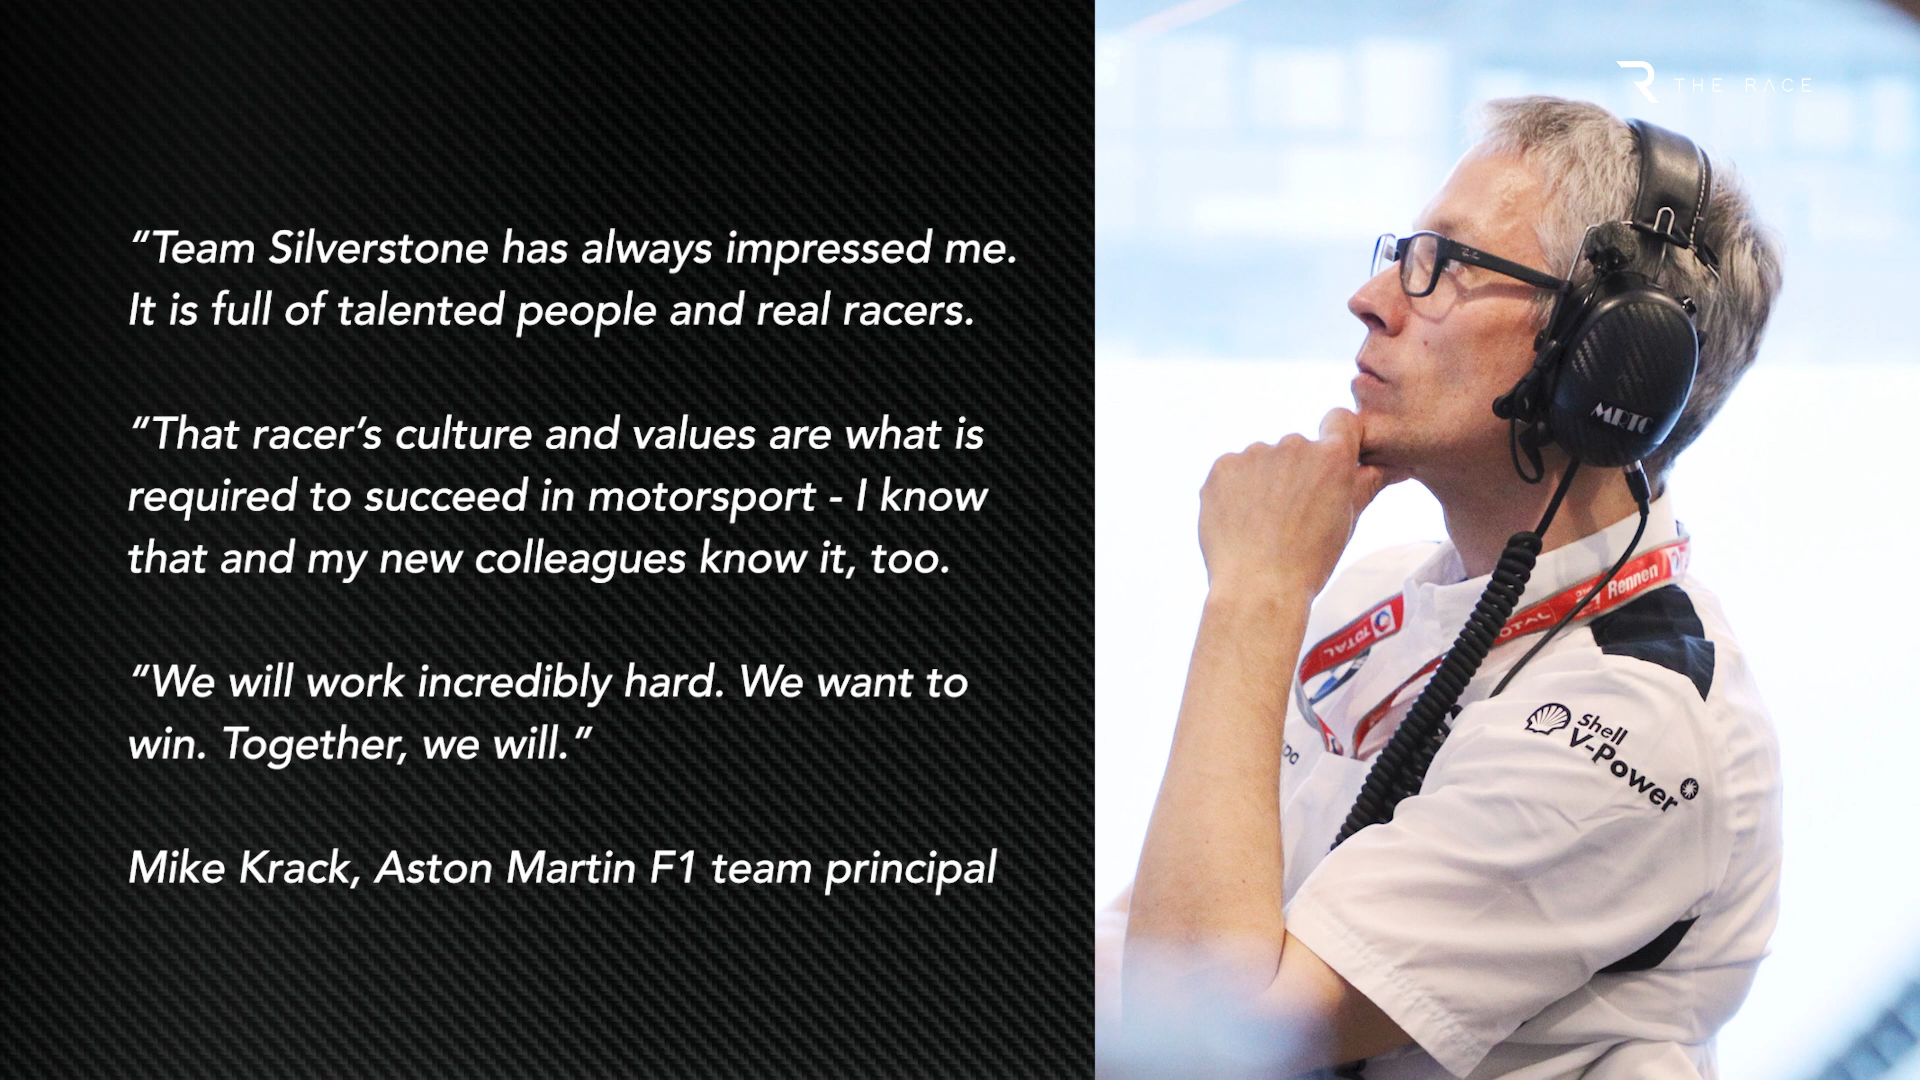 THE RACE
“Team Silverstone has always impressed me.
It is full of talented people and real racers.
“That racer’s culture and values are what is
required to succeed in motorsport - I know
that and my new colleagues know it, too.
“We will work incredibly hard. We want to
win. Together, we will.”
Mike Krack, Aston Martin F1 team principal
MRTC
Rennen
TOTAL
Shell
V-Power